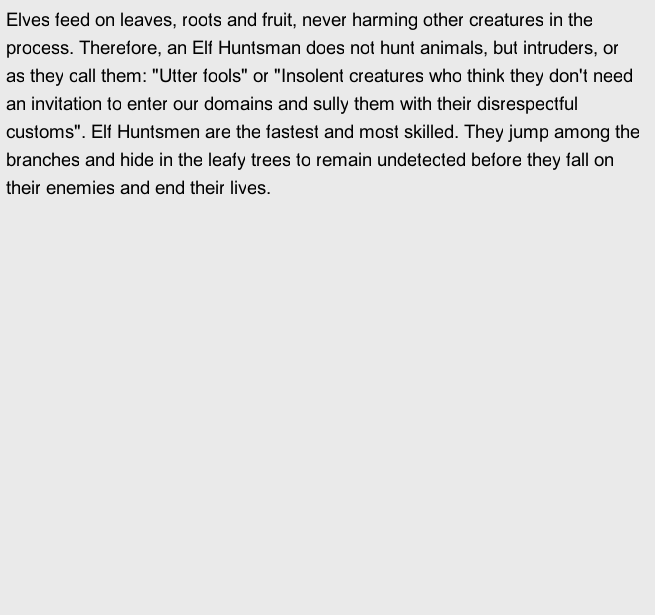 Elves feed on leaves, roots and fruit, never harming other creatures in the
process. Therefore, an Elf Huntsman does not hunt animals, but intruders, or
as they call them: "Utter fools" or "Insolent creatures who think they don't need
an invitation to enter our domains and sully them with their disrespectful
customs". Elf Huntsmen are the fastest and most skilled. They jump among the
branches and hide in the leafy trees to remain undetected before they fall on
their enemies and end their lives.